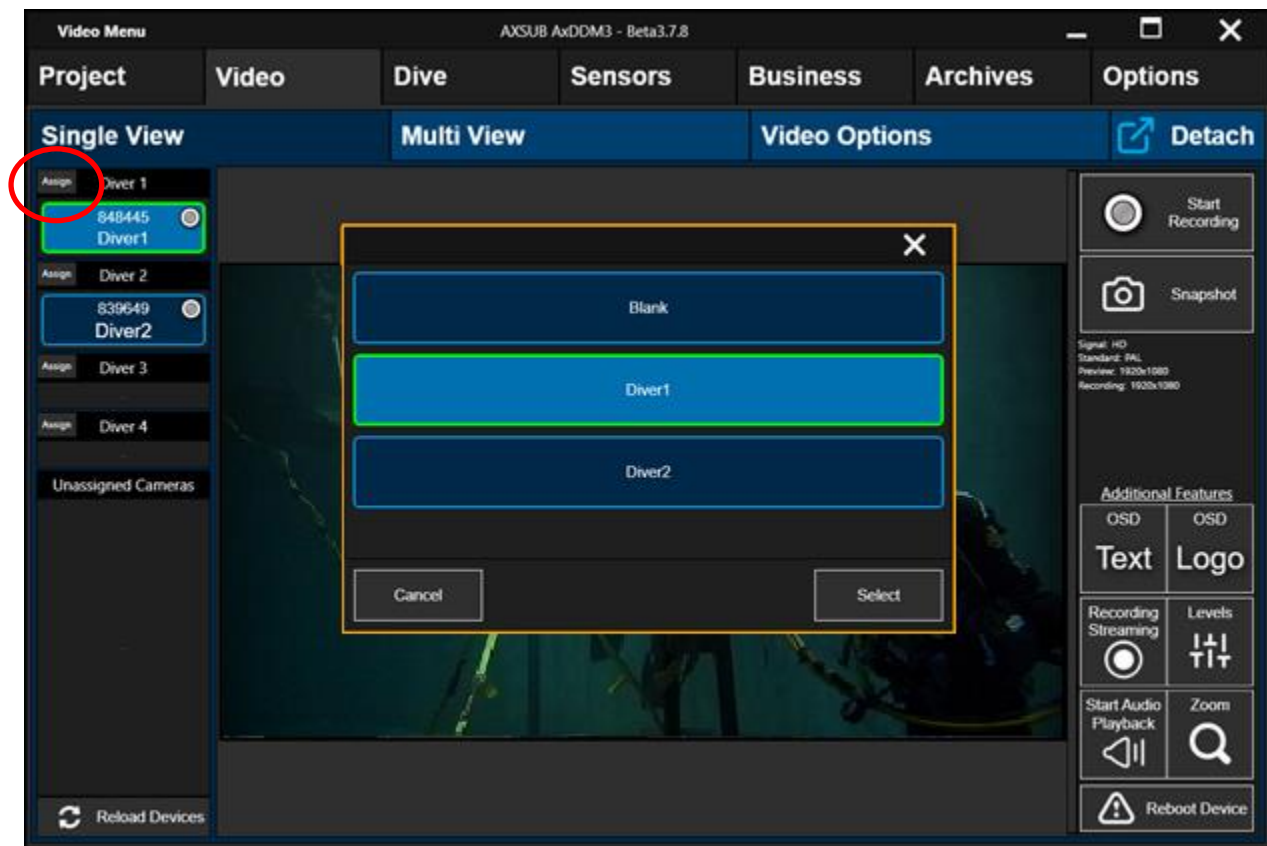 Video Menu
AXSUB AxDDM3 - Beta3.7.8
Project Video Dive Sensors Business Archives Options
Single View Multi View Video Options Detach
Assign Diver 1
848445
Diver1
Assign Diver 2
839649
Diver2
Assign Diver 3
Assign Diver 4
Unassigned Cameras
Reload Devices
Blank
Diver1
Diver2
Cancel
Select
Start
Recording
Snapshot
Signal: HD
Standard: PAL
Preview: 1920x1080
Recording: 1920x1080
Additional Features
OSD
Text
OSD
Logo
Recording
Streaming
Levels
Start Audio
Playback
Zoom
Reboot Device